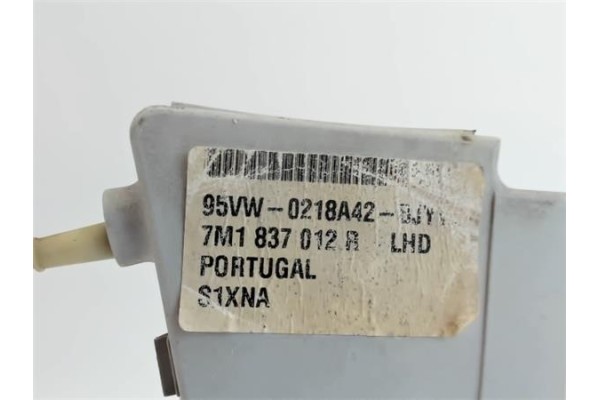 95VW-0218A42-
7M1 837 012 R LHD
PORTUGAL
S1XNA